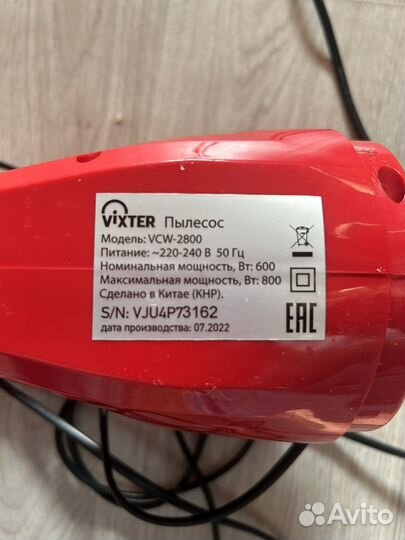 VIXTER Пылесос
Модель: VCW-2800
Питание: ~220-240 В 50 Гц
Номинальная мощность, Вт: 600
Максимальная мощность, Вт: 800
Сделано в Китае (КНР).
S/N: VJU4P73162
дата производства: 07.2022
EAC
Avito